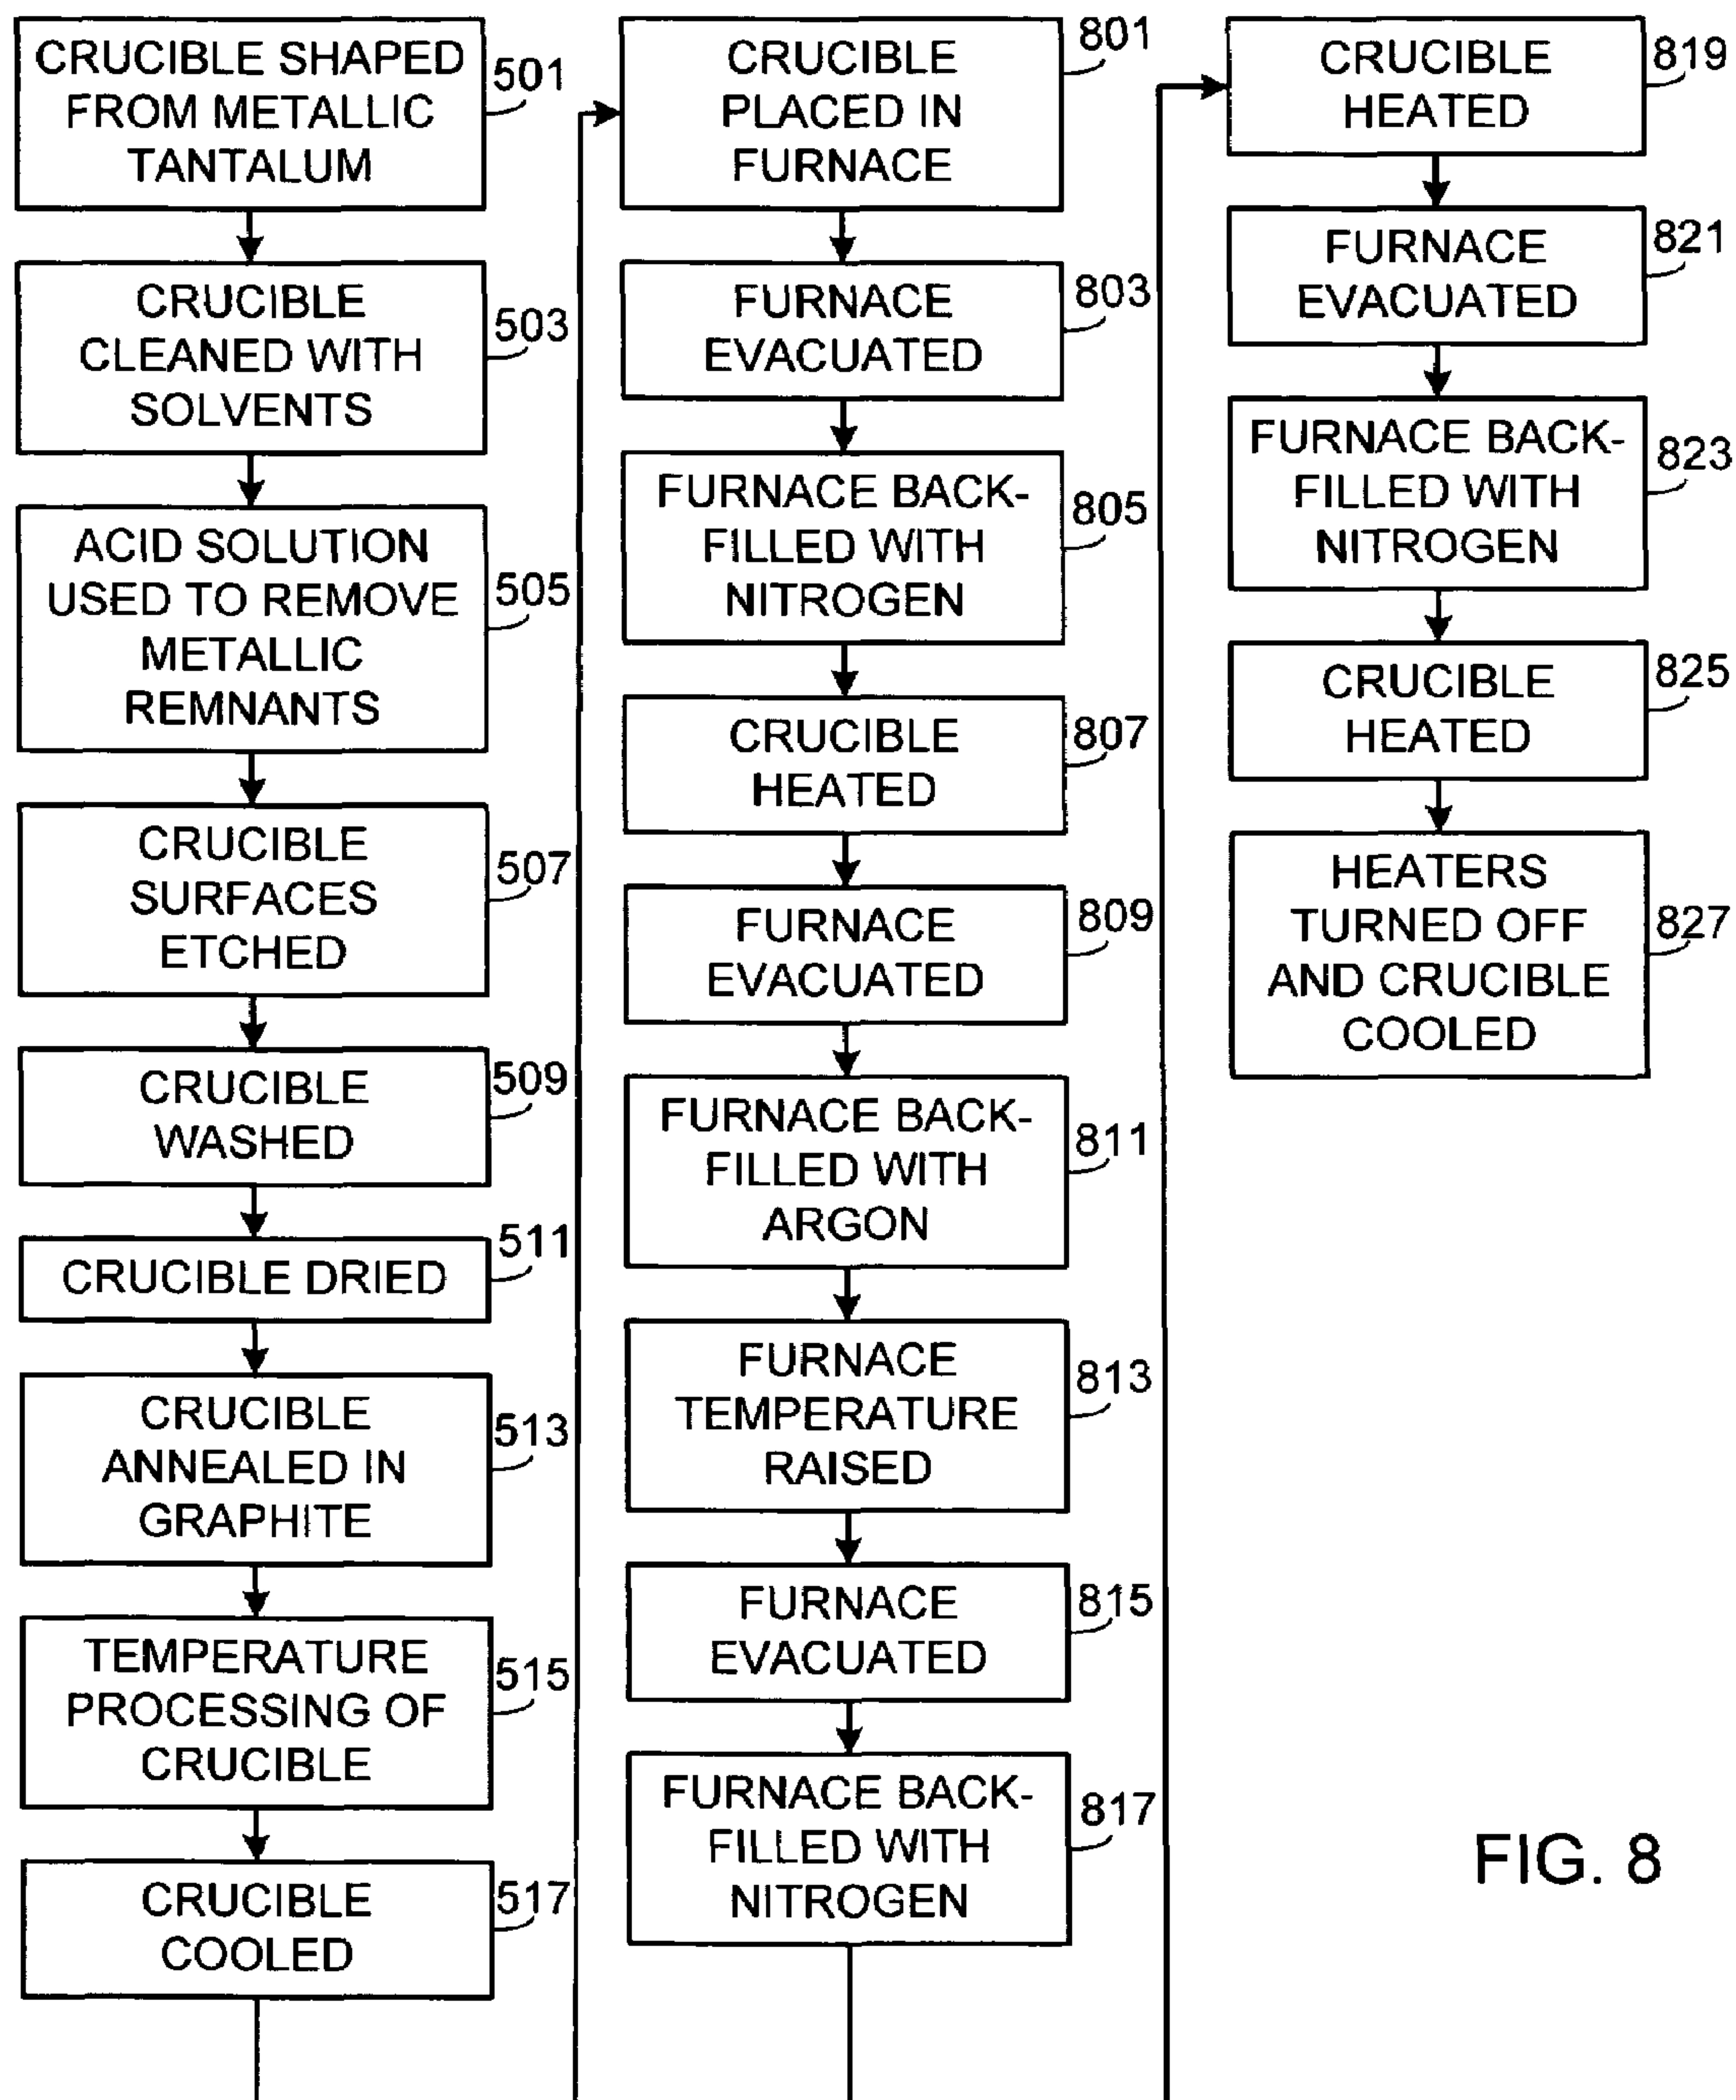 CRUCIBLE SHAPED
FROM METALLIC
TANTALUM
501
CRUCIBLE
CLEANED WITH
SOLVENTS
503
ACID SOLUTION
USED TO REMOVE
METALLIC
REMNANTS
505
CRUCIBLE
SURFACES
ETCHED
507
CRUCIBLE
WASHED
509
CRUCIBLE DRIED
511
CRUCIBLE
ANNEALED IN
GRAPHITE
513
TEMPERATURE
PROCESSING OF
CRUCIBLE
515
CRUCIBLE
COOLED
517
CRUCIBLE
PLACED IN
FURNACE
801
FURNACE
EVACUATED
803
FURNACE BACK-
FILLED WITH
NITROGEN
805
CRUCIBLE
HEATED
807
FURNACE
EVACUATED
809
FURNACE BACK-
FILLED WITH
ARGON
811
FURNACE
TEMPERATURE
RAISED
813
FURNACE
EVACUATED
815
FURNACE BACK-
FILLED WITH
NITROGEN
817
CRUCIBLE
HEATED
819
FURNACE
EVACUATED
821
FURNACE BACK-
FILLED WITH
NITROGEN
823
CRUCIBLE
HEATED
825
HEATERS
TURNED OFF
AND CRUCIBLE
COOLED
827
FIG. 8